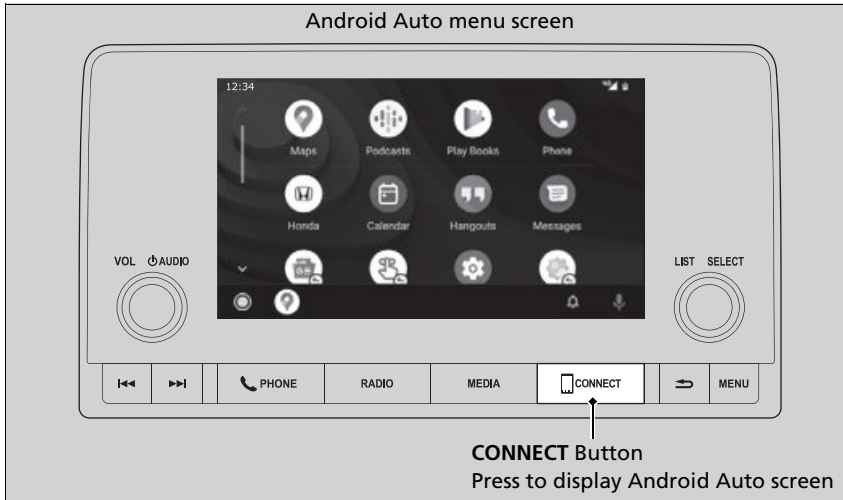 Android Auto menu screen
12:34
Maps Podcasts Play Books Phone
Honda Calendar Hangouts Messages
VOL AUDIO
LIST SELECT
PHONE RADIO MEDIA CONNECT MENU
CONNECT Button
Press to display Android Auto screen